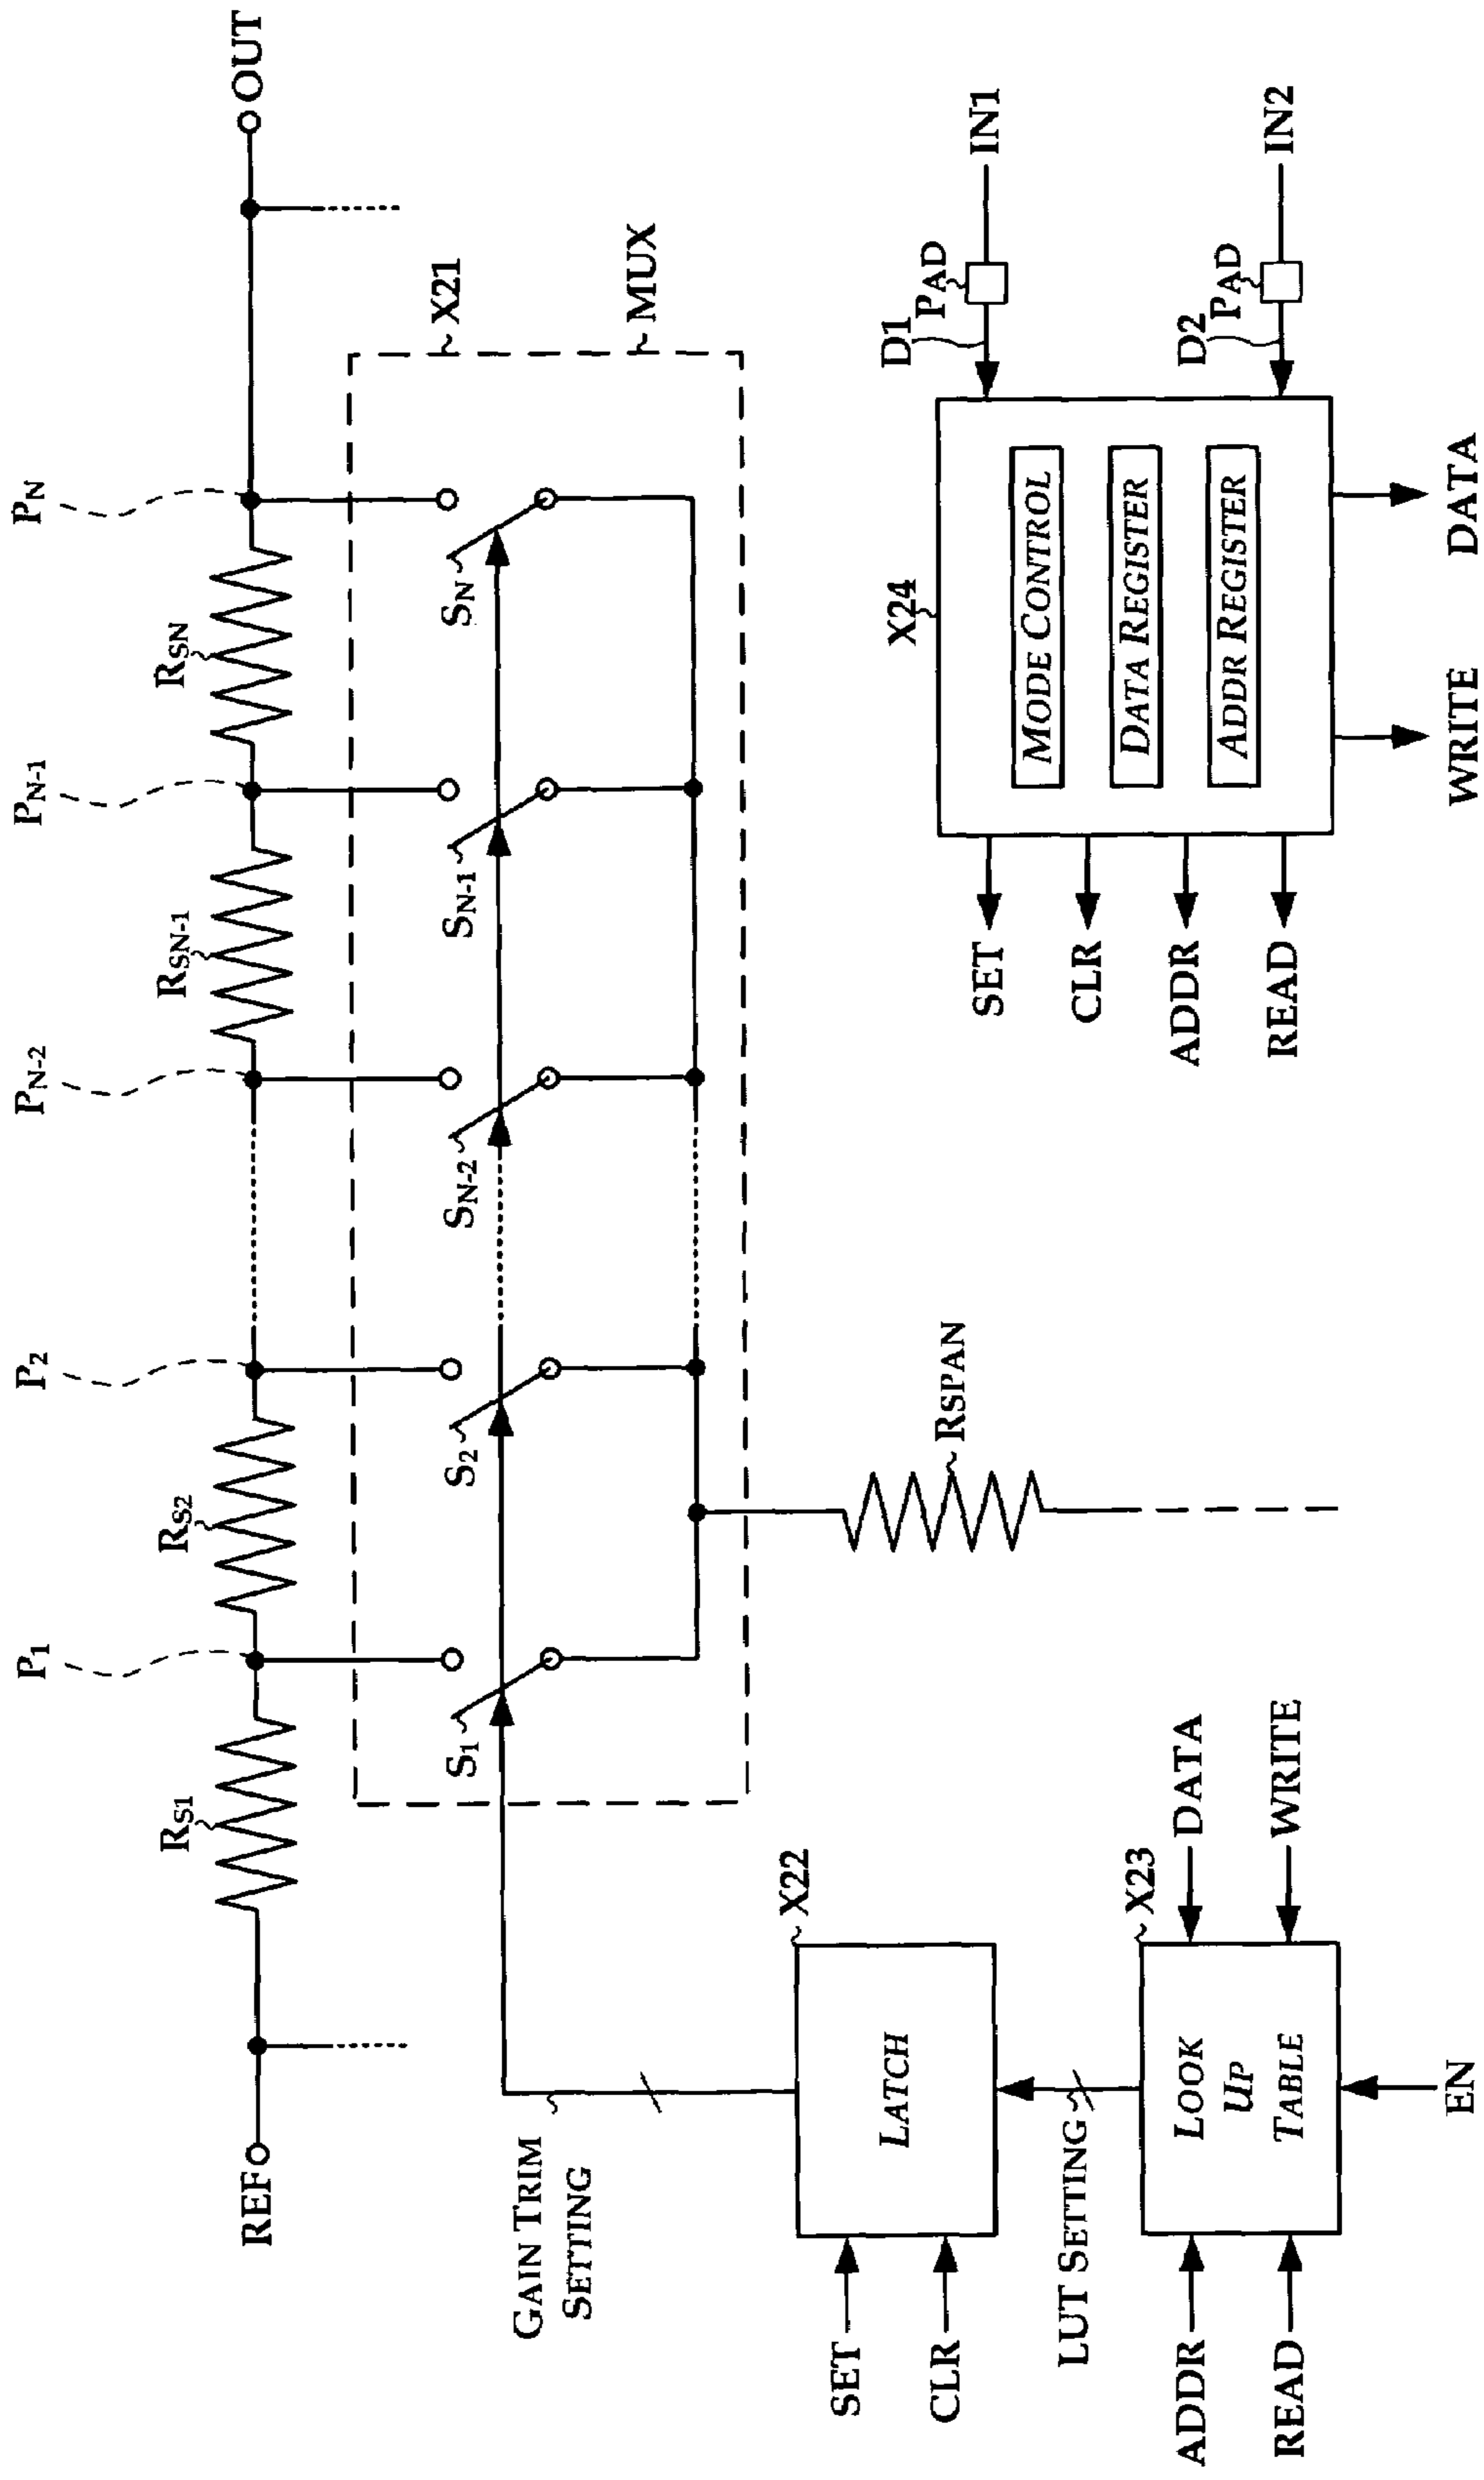 P1
P2
PN-2
PN-1
PN
RS1
RS2
RSN-1
RSN
REF
OUT
S1
S2
SN-2
SN-1
SN
X21
MUX
GAIN TRIM
SETTING
RSPAN
X22
LATCH
SET
CLR
LUT SETTING
X23
LOOK
UP
TABLE
ADDR
READ
DATA
WRITE
EN
X24
MODE CONTROL
DATA REGISTER
ADDR REGISTER
SET
CLR
ADDR
READ
D1
PAD
IN1
D2
PAD
IN2
WRITE
DATA